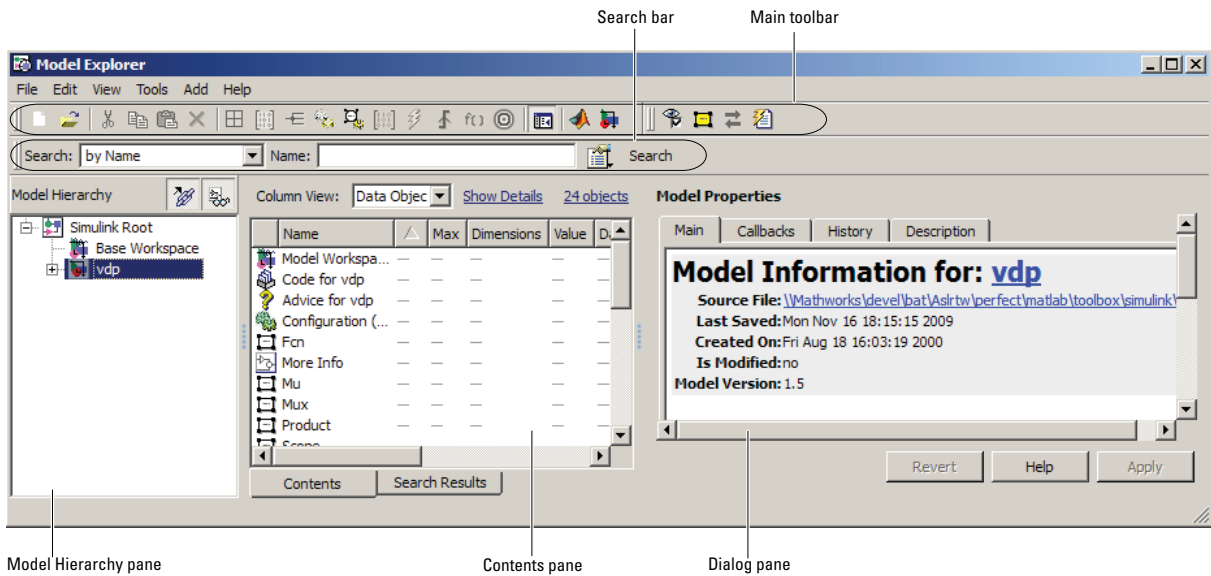 Search bar
Main toolbar
Model Explorer
File Edit View Tools Add Help
f()
Search: by Name Name: Search
Model Hierarchy
Column View: Data Objec Show Details 24 objects
Model Properties
Simulink Root
Base Workspace
vdp
Name Max Dimensions Value
Model Workspa... — — — — —
Code for vdp — — — — —
Advice for vdp — — — — —
Configuration (... — — — — —
Fcn — — — — —
More Info — — — — —
Mu — — — — —
Mux — — — — —
Product — — — — —
Scope
Contents Search Results
Main Callbacks History Description
Model Information for: vdp
Source File: \\Mathworks\devel\bat\Aslrtw\perfect\matlab\toolbox\simulink\
Last Saved: Mon Nov 16 18:15:15 2009
Created On: Fri Aug 18 16:03:19 2000
Is Modified: no
Model Version: 1.5
Revert Help Apply
Model Hierarchy pane
Contents pane
Dialog pane